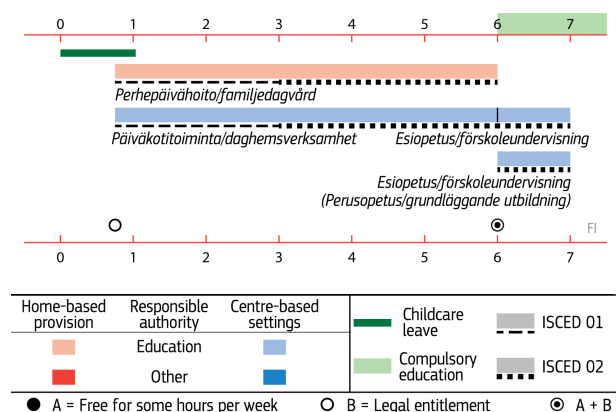 0 1 2 3 4 5 6 7
Perhepäivähoito/familjedagvård
Päiväkotitoiminta/daghemsverksamhet Esiopetus/förskoleundervisning
Esiopetus/förskoleundervisning
(Perusopetus/grundläggande utbildning)
FI
0 1 2 3 4 5 6 7
Home-based provision Responsible authority Centre-based settings
Education
Other
Childcare leave
ISCED 01
Compulsory education
ISCED 02
A = Free for some hours per week B = Legal entitlement A + B